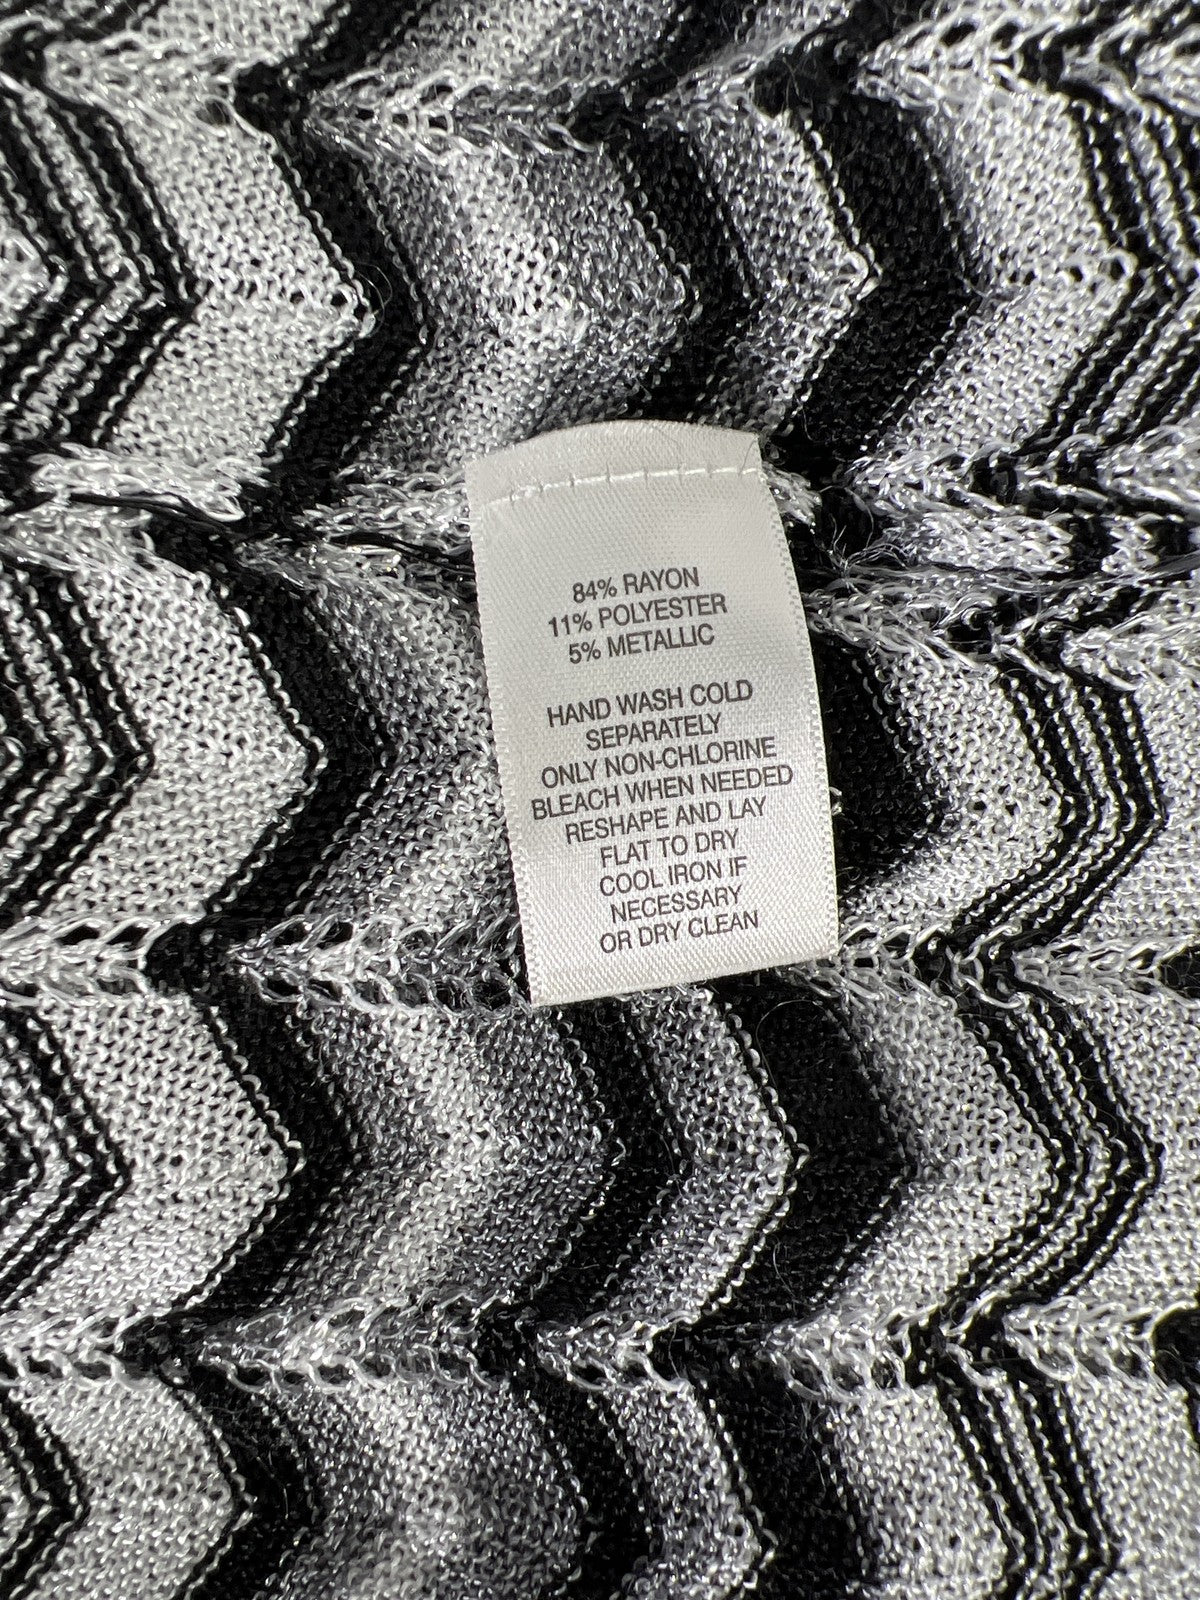 84% RAYON
11% POLYESTER
5% METALLIC
HAND WASH COLD
SEPARATELY
ONLY NON-CHLORINE
BLEACH WHEN NEEDED
RESHAPE AND LAY
FLAT TO DRY
COOL IRON IF
NECESSARY
OR DRY CLEAN